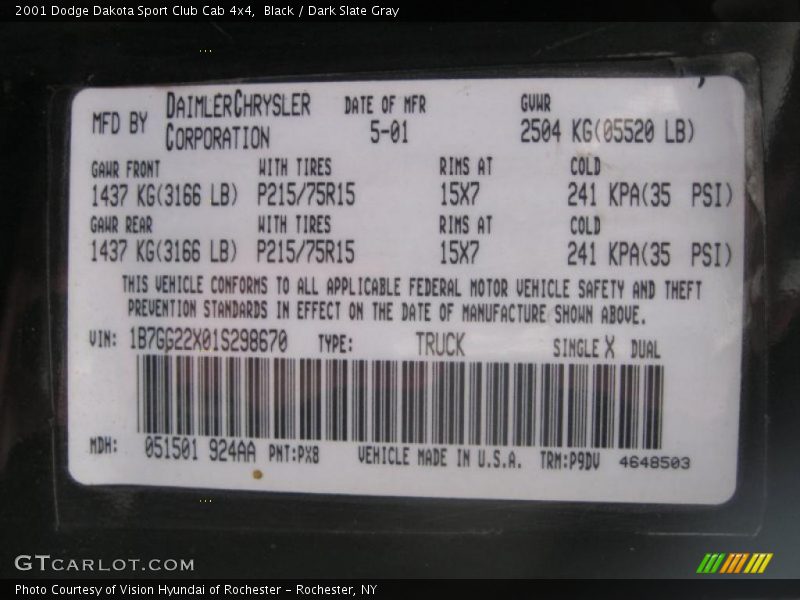 2001 Dodge Dakota Sport Club Cab 4x4,  Black / Dark Slate Gray
MFD BY DAIMLERCHRYSLER CORPORATION DATE OF MFR 5-01 GVWR 2504 KG(05520 LB)
GAWR FRONT WITH TIRES RIMS AT COLD
1437 KG(3166 LB) P215/75R15 15X7 241 KPA(35 PSI)
GAWR REAR WITH TIRES RIMS AT COLD
1437 KG(3166 LB) P215/75R15 15X7 241 KPA(35 PSI)
THIS VEHICLE CONFORMS TO ALL APPLICABLE FEDERAL MOTOR VEHICLE SAFETY AND THEFT
PREVENTION STANDARDS IN EFFECT ON THE DATE OF MANUFACTURE SHOWN ABOVE.
VIN: 1B7GG22X01S298670 TYPE: TRUCK SINGLE X DUAL
MDH: 051501 924AA PNT:PX8 VEHICLE MADE IN U.S.A. TRM:P9DV 4648503
GTCARLOT.COM
Photo Courtesy of Vision Hyundai of Rochester – Rochester, NY